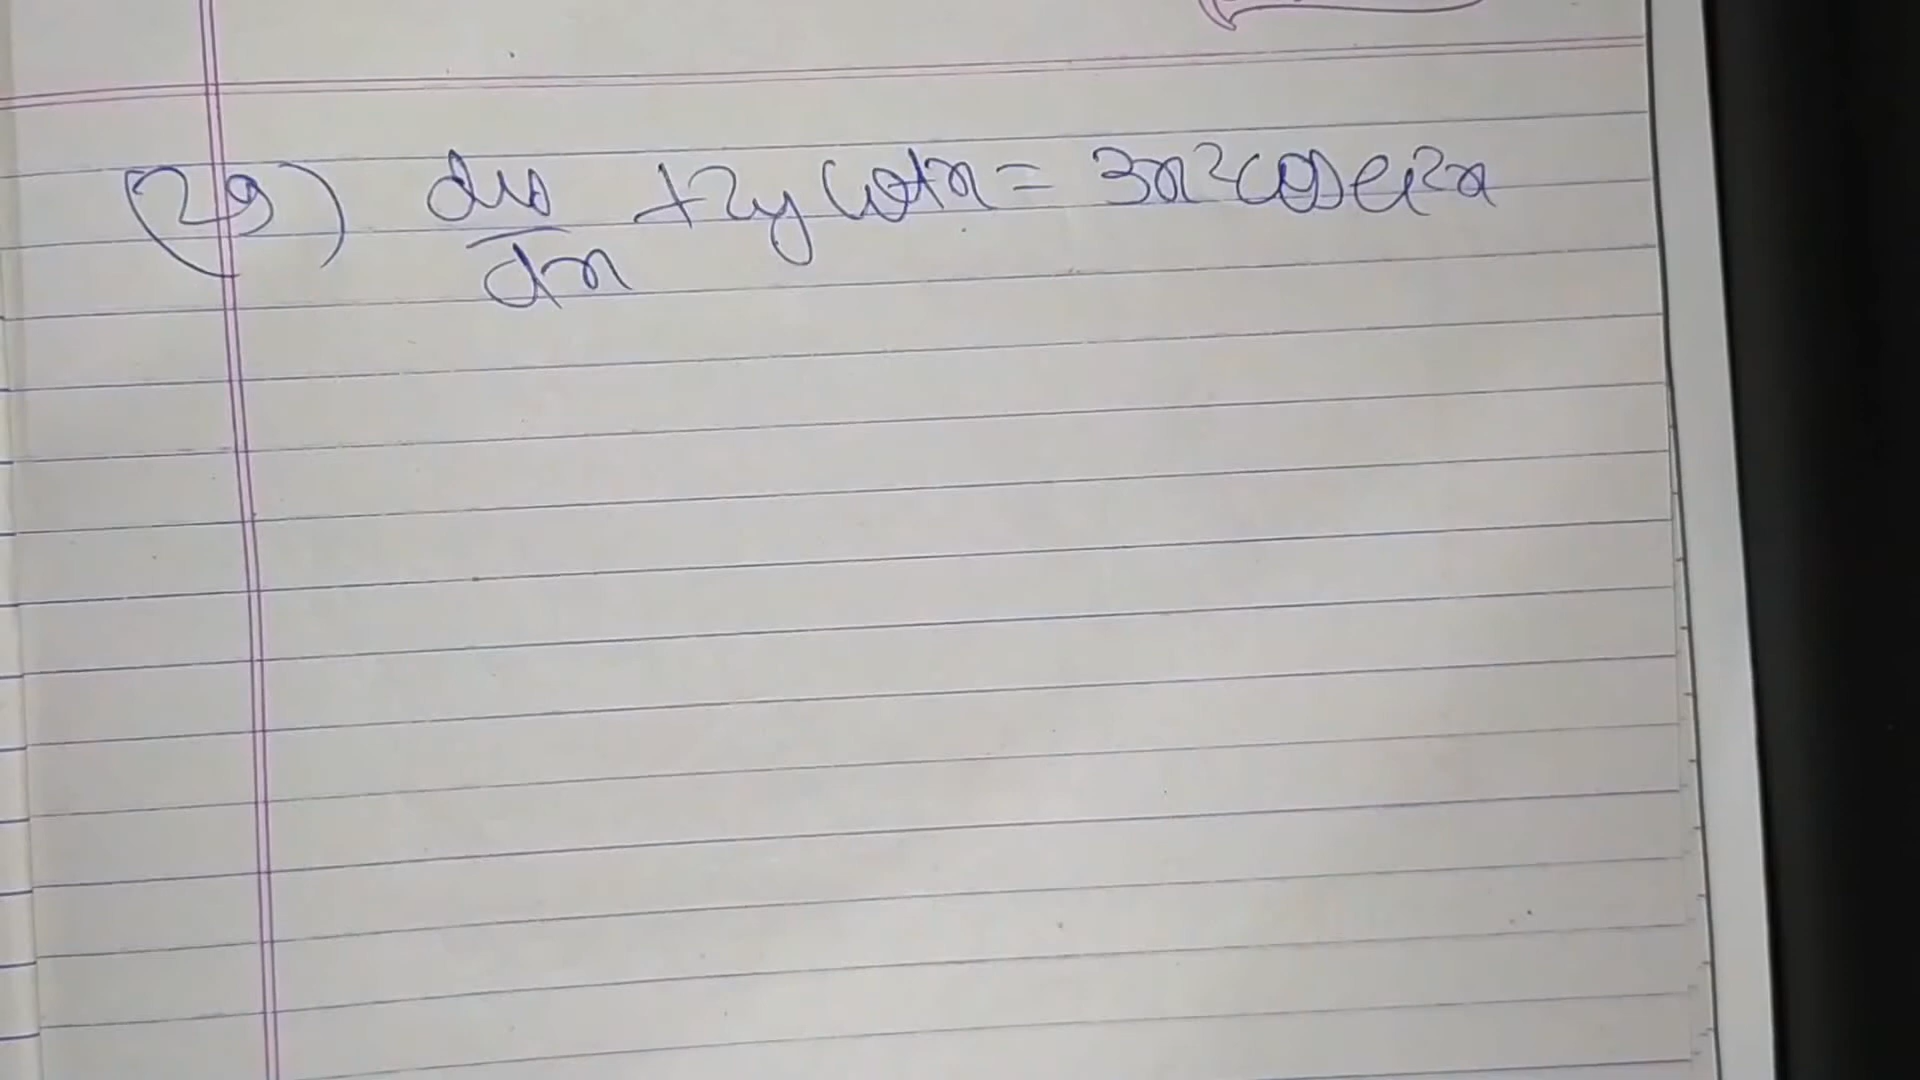 (29) dy/dx + 2y cotx = 3x²cosec²x